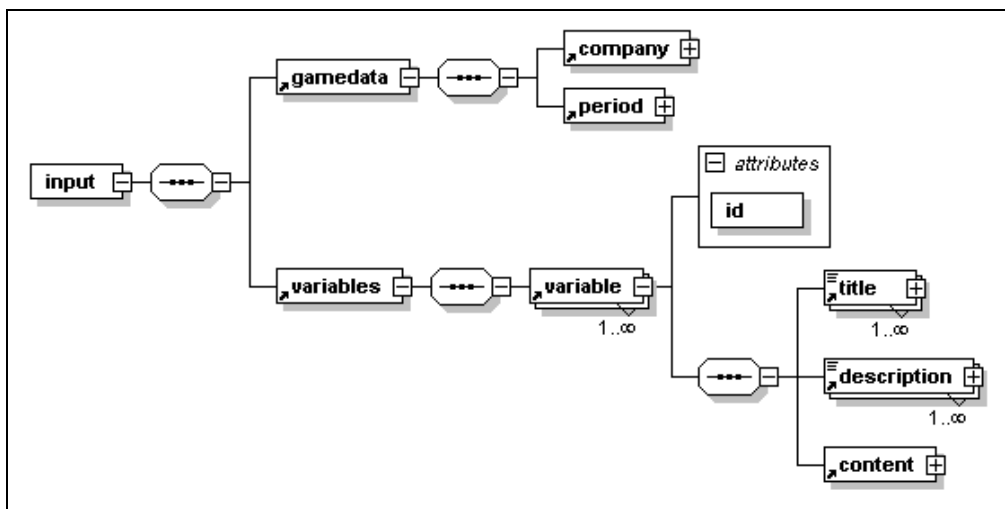 company
gamedata
period
attributes
input
id
variables
variable
title
1..∞
1..∞
description
1..∞
content